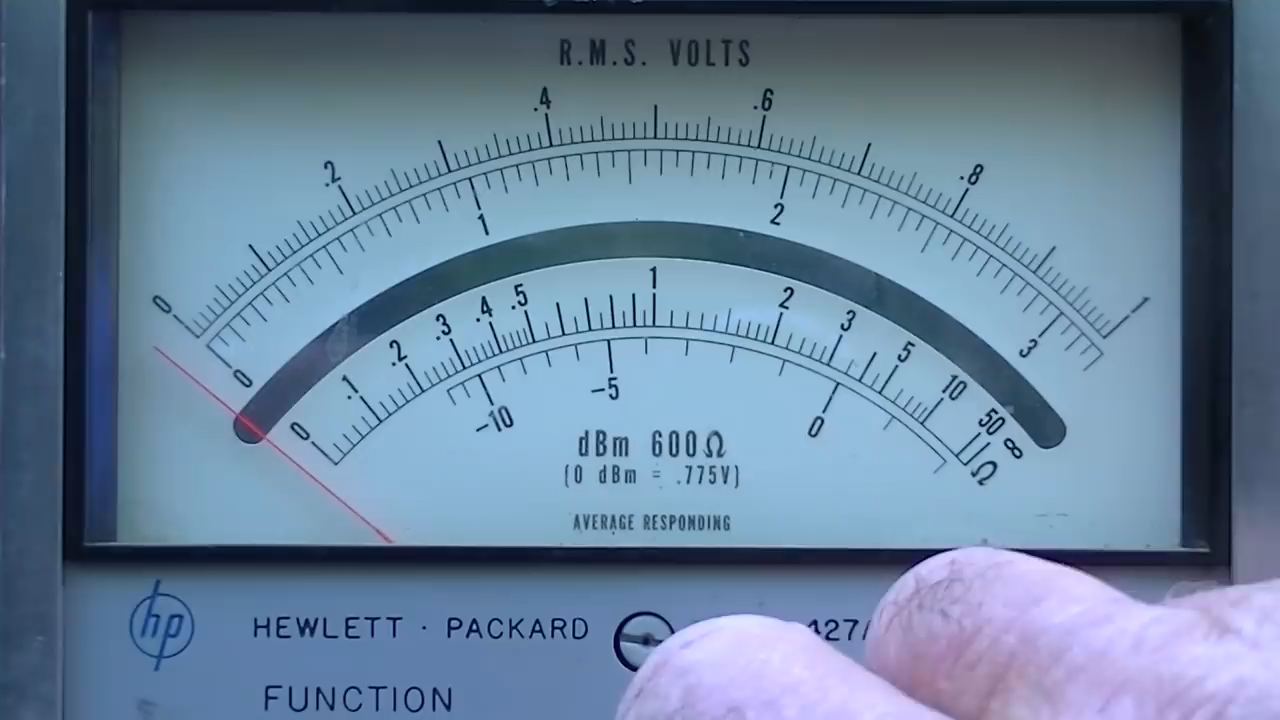 R.M.S. VOLTS
0 .2 .4 .6 .8 1
0 1 2 3
0 .1 .2 .3 .4 .5 1 2 3 5 10 50 ∞ Ω
-10 -5 0
dBm 600Ω
(0 dBm = .775V)
AVERAGE RESPONDING
hp HEWLETT · PACKARD 427
FUNCTION